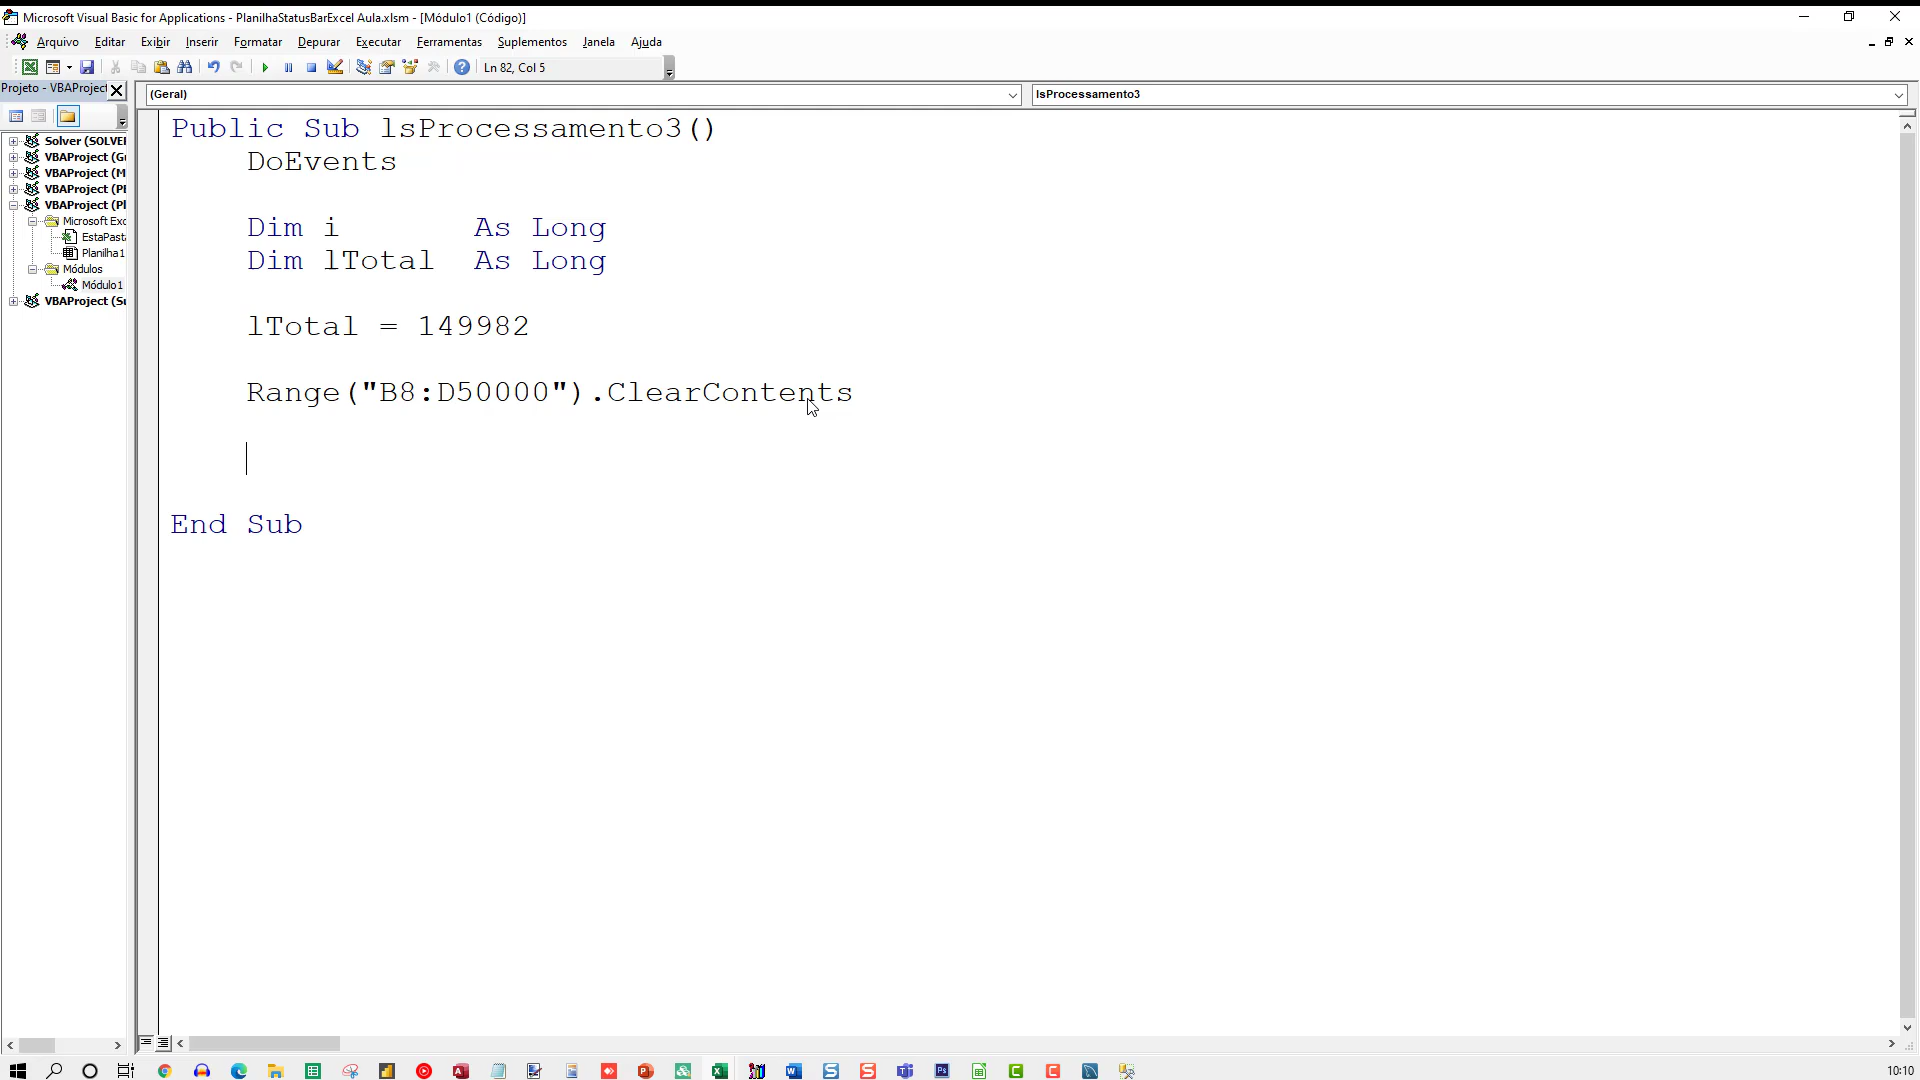 Microsoft Visual Basic for Applications - PlanilhaStatusBarExcel Aula.xlsm - [Módulo1 (Código)]
Arquivo Editar Exibir Inserir Formatar Depurar Executar Ferramentas Suplementos Janela Ajuda
Ln 82, Col 5
Projeto - VBAProject
(Geral)
lsProcessamento3
Solver (SOLVEI
VBAProject (G
VBAProject (M
VBAProject (Pl
VBAProject (Pl
Microsoft Exc
EstaPast
Planilha1
Módulos
Módulo1
VBAProject (Su
Public Sub lsProcessamento3()
DoEvents
Dim i As Long
Dim lTotal As Long
lTotal = 149982
Range("B8:D50000").ClearContents
End Sub
10:10